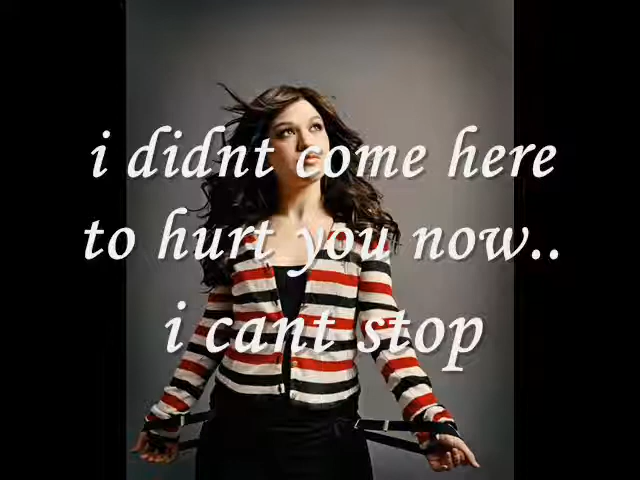 i didnt come here
to hurt you now..
i cant stop